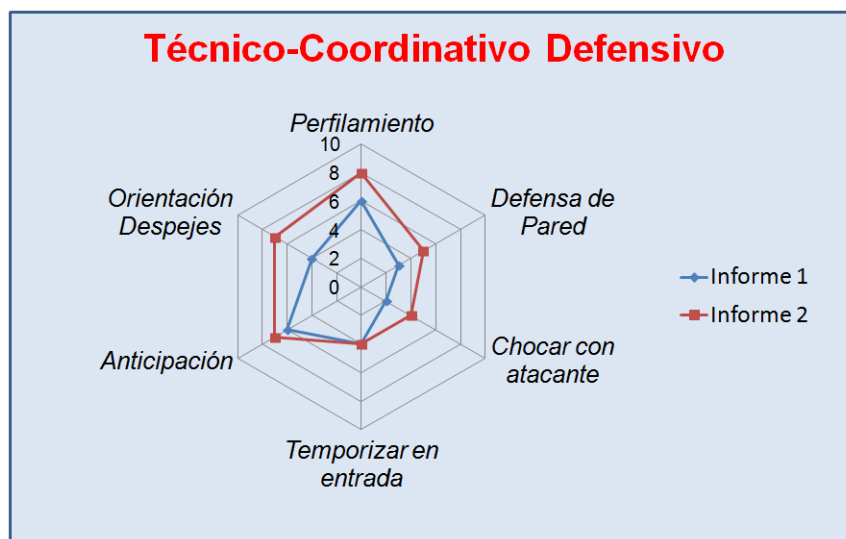 Técnico-Coordinativo Defensivo
Perfilamiento
10
8
6
4
2
0
Defensa de
Pared
Chocar con
atacante
Temporizar en
entrada
Anticipación
Orientación
Despejes
Informe 1
Informe 2